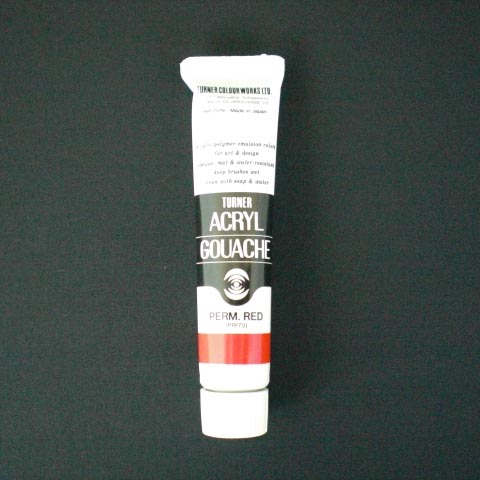 TURNER COLOUR WORKS LTD.
Made in Japan
polymer emulsion colour
for art & design
mat & water-resistant
keep brushes wet
with soap & water
TURNER
ACRYL
GOUACHE
PERM. RED